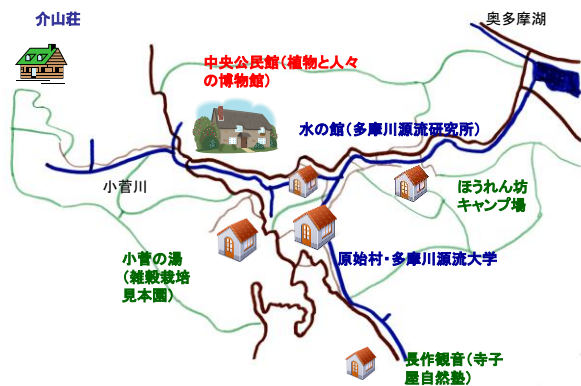 介山荘
奥多摩湖
中央公民館（植物と人々
の博物館）
水の館（多摩川源流研究所）
小菅川
ほうれん坊
キャンプ場
小菅の湯
（雑穀栽培
見本園）
原始村・多摩川源流大学
長作観音（寺子
屋自然塾）